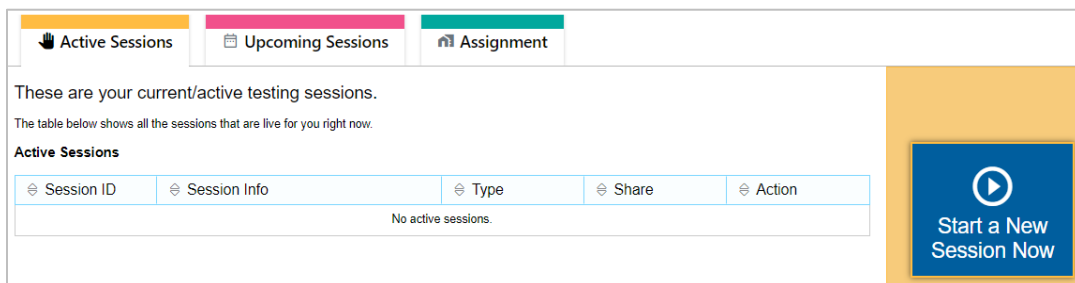 Active Sessions
Upcoming Sessions
Assignment
These are your current/active testing sessions.
The table below shows all the sessions that are live for you right now.
Active Sessions
Session ID
Session Info
Type
Share
Action
No active sessions.
Start a New
Session Now